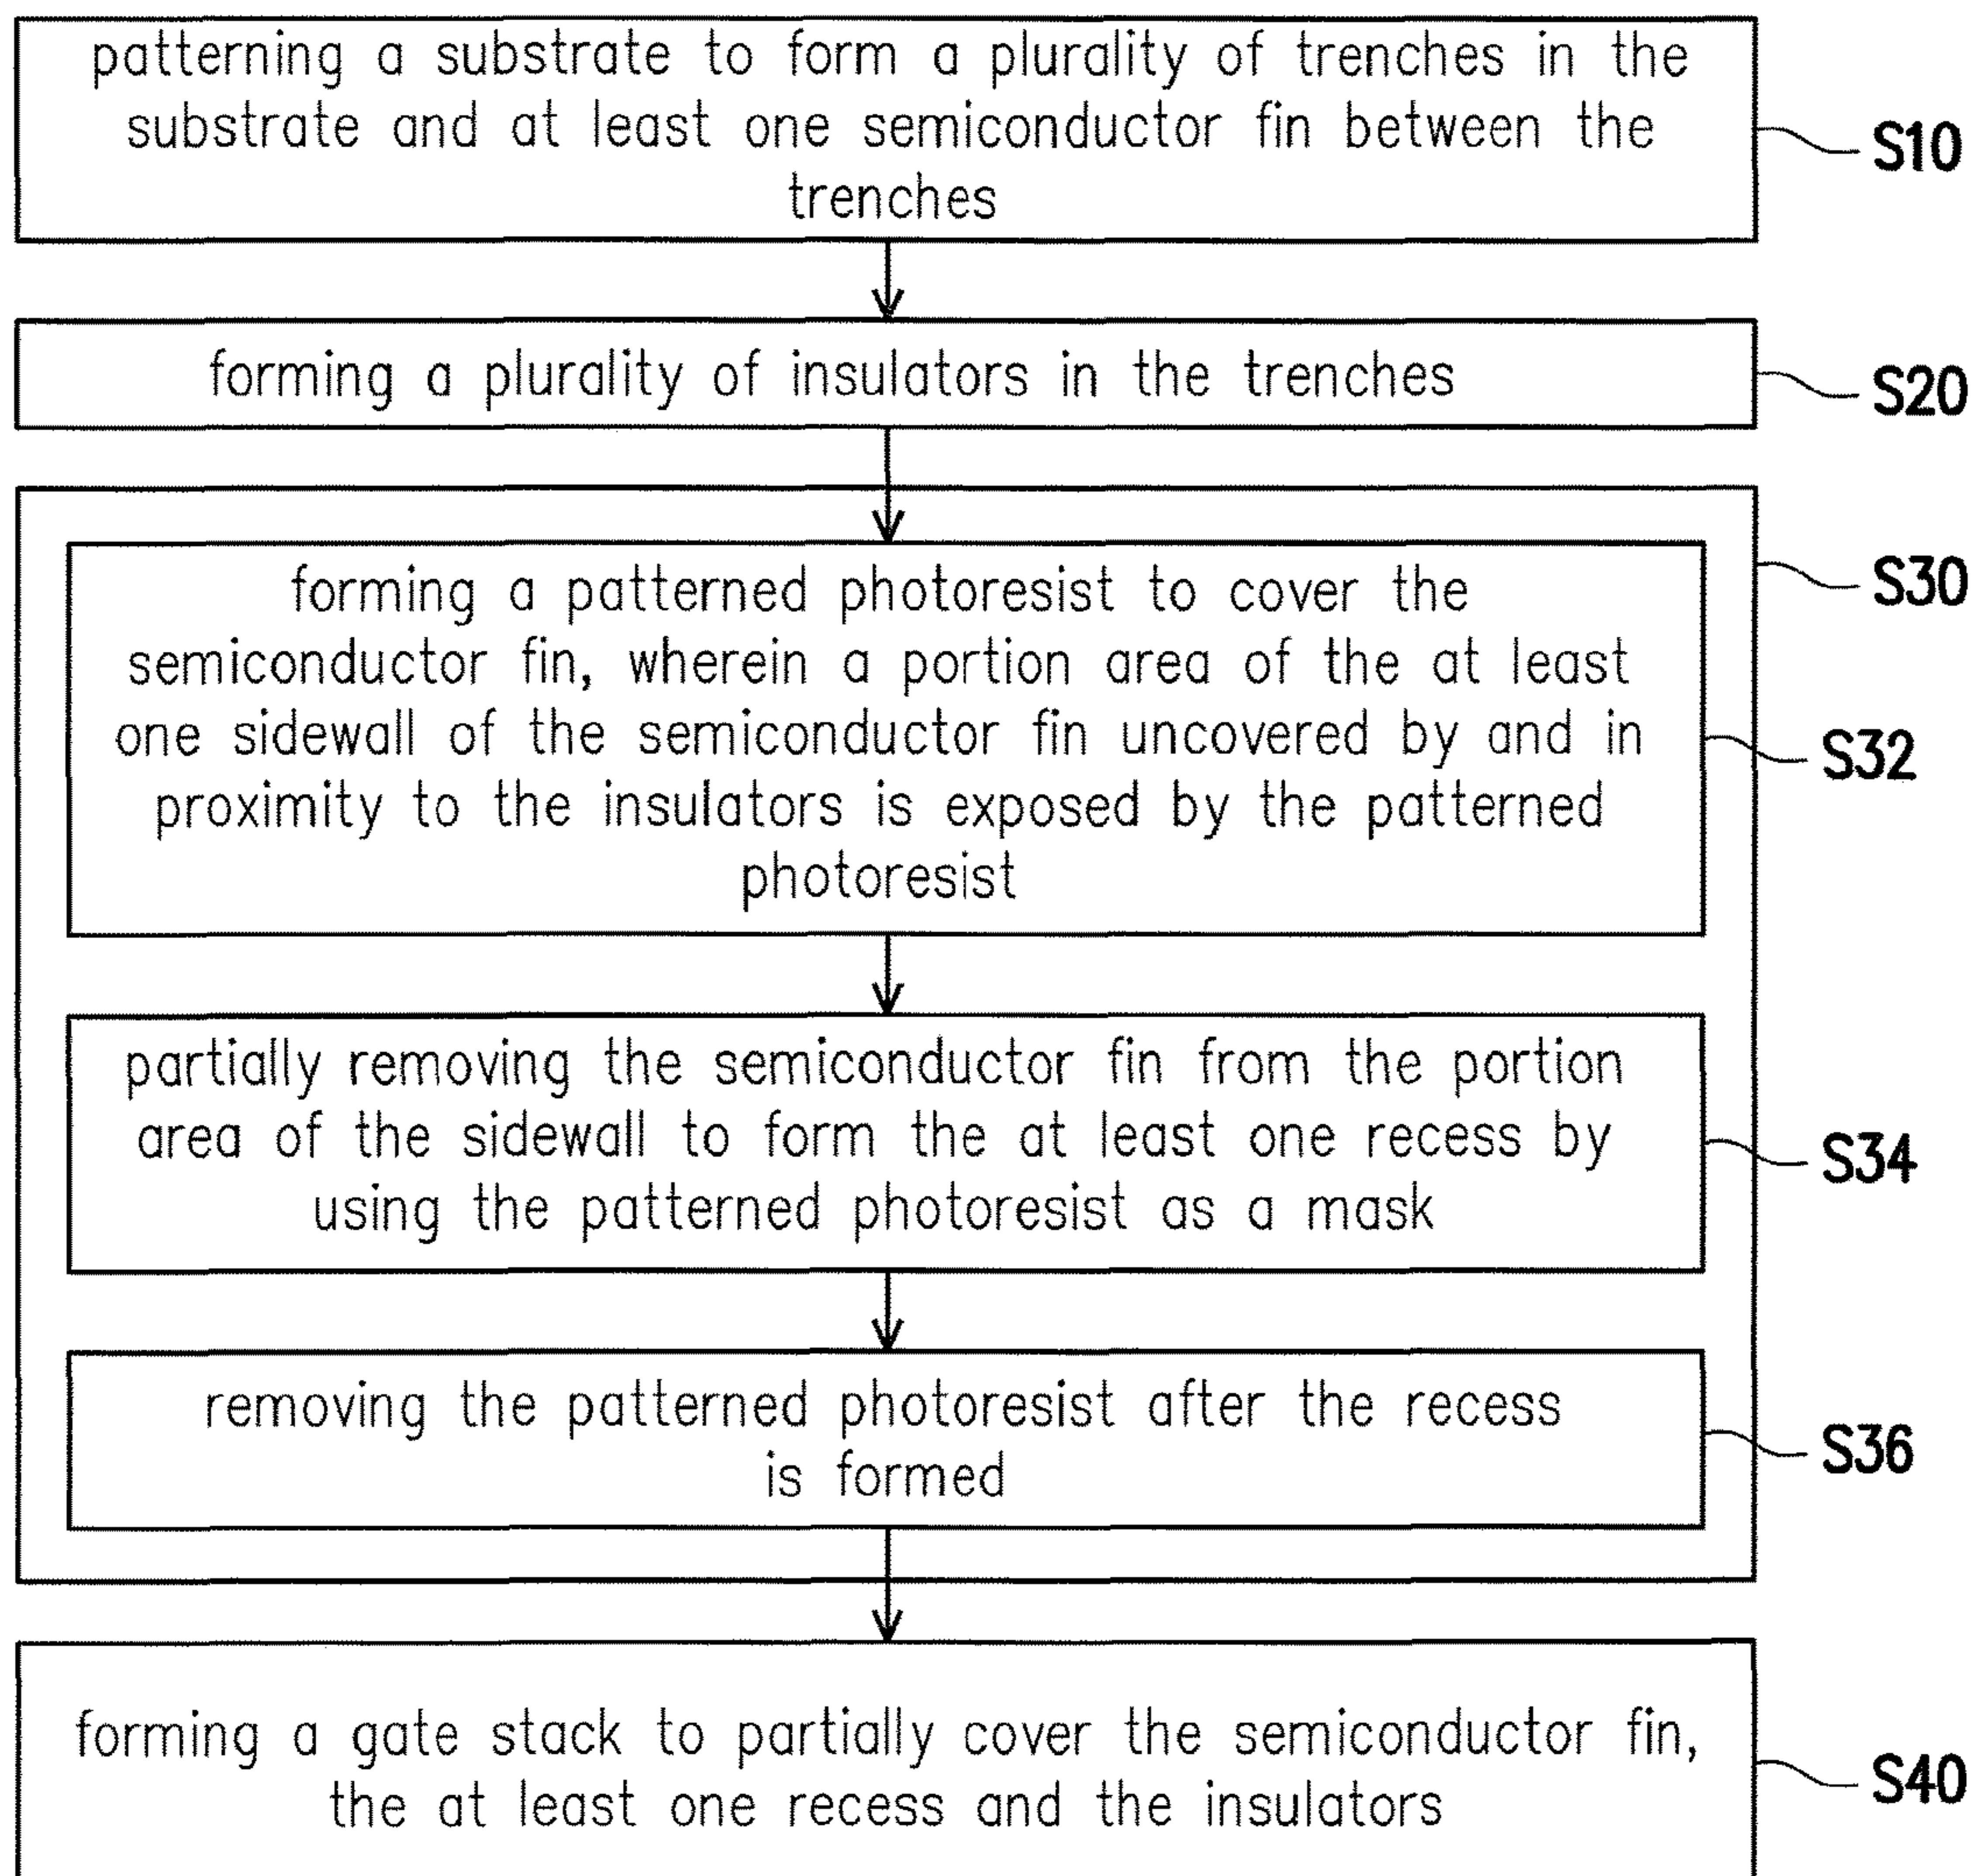 patterning a substrate to form a plurality of trenches in the
substrate and at least one semiconductor fin between the
trenches
S10
forming a plurality of insulators in the trenches
S20
S30
forming a patterned photoresist to cover the
semiconductor fin, wherein a portion area of the at least
one sidewall of the semiconductor fin uncovered by and in
proximity to the insulators is exposed by the patterned
photoresist
S32
partially removing the semiconductor fin from the portion
area of the sidewall to form the at least one recess by
using the patterned photoresist as a mask
S34
removing the patterned photoresist after the recess
is formed
S36
forming a gate stack to partially cover the semiconductor fin,
the at least one recess and the insulators
S40